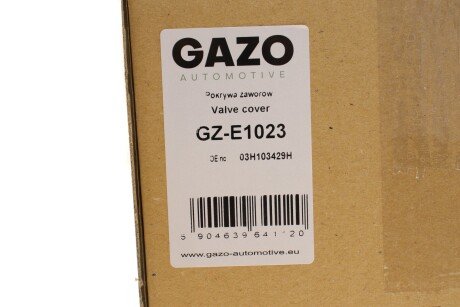 GAZO
AUTOMOTIVE
Pokrywa zaworów
Valve cover
GZ-E1023
OE no 03H103429H
5 904639 641120
www.gazo-automotive.eu